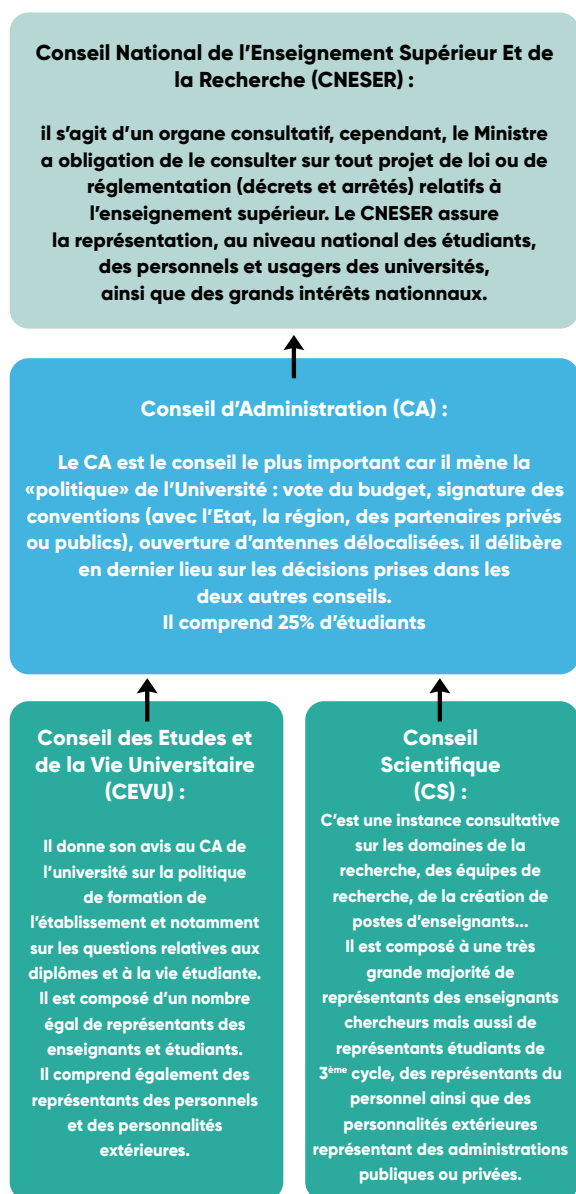 Conseil National de l'Enseignement Supérieur Et de
la Recherche (CNESER) :
il s'agit d'un organe consultatif, cependant, le Ministre
a obligation de le consulter sur tout projet de loi ou de
réglementation (décrets et arrêtés) relatifs à
l'enseignement supérieur. Le CNESER assure
la représentation, au niveau national des étudiants,
des personnels et usagers des universités,
ainsi que des grands intérêts nationnaux.
Conseil d'Administration (CA) :
Le CA est le conseil le plus important car il mène la
«politique» de l'Université : vote du budget, signature des
conventions (avec l'Etat, la région, des partenaires privés
ou publics), ouverture d'antennes délocalisées. il délibère
en dernier lieu sur les décisions prises dans les
deux autres conseils.
Il comprend 25% d'étudiants
Conseil des Etudes et
de la Vie Universitaire
(CEVU) :
Il donne son avis au CA de
l'université sur la politique
de formation de
l'établissement et notamment
sur les questions relatives aux
diplômes et à la vie étudiante.
Il est composé d'un nombre
égal de représentants des
enseignants et étudiants.
Il comprend également des
représentants des personnels
et des personnalités
extérieures.
Conseil
Scientifique
(CS) :
C'est une instance consultative
sur les domaines de la
recherche, des équipes de
recherche, de la création de
postes d'enseignants...
Il est composé à une très
grande majorité de
représentants des enseignants
chercheurs mais aussi de
représentants étudiants de
3ème cycle, des représentants du
personnel ainsi que des
personnalités extérieures
représentant des administrations
publiques ou privées.